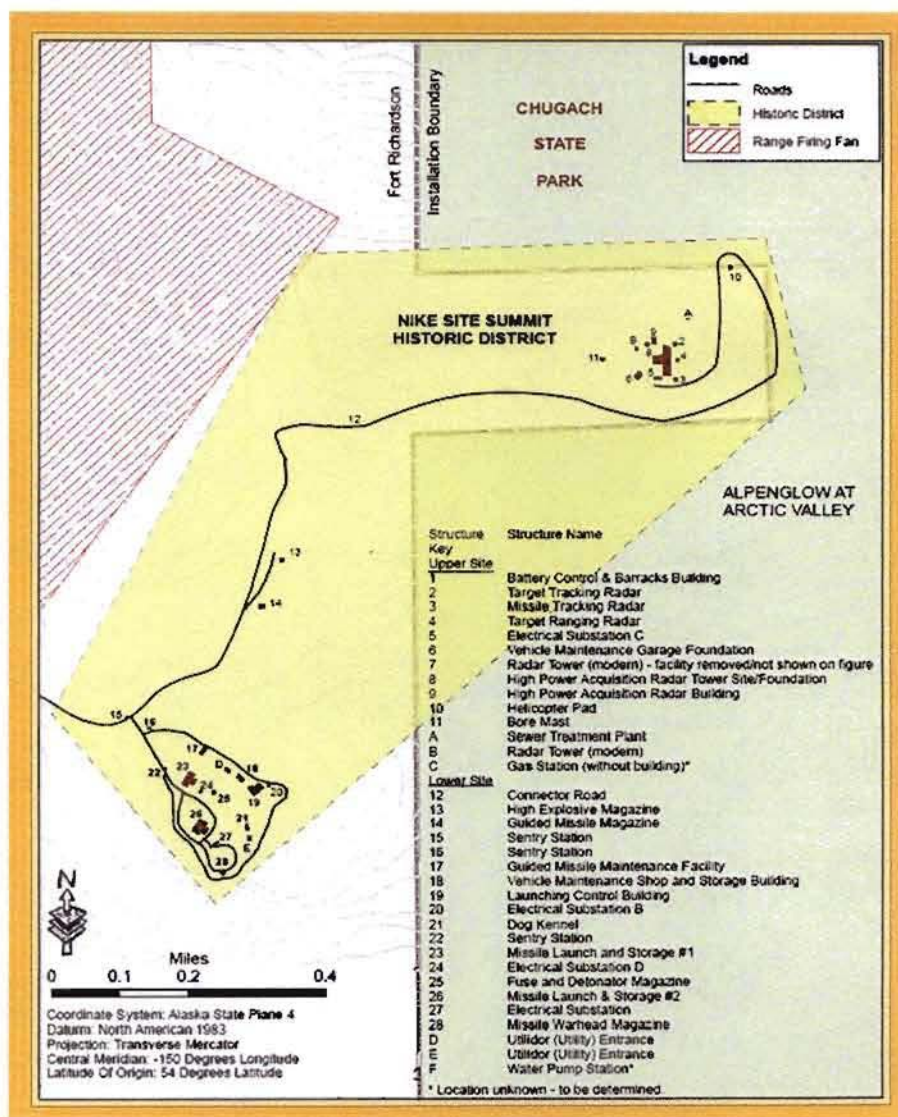 Legend
Roads
Historic District
Range Firing Fan
Fort Richardson
Installation Boundary
CHUGACH
STATE
PARK
NIKE SITE SUMMIT
HISTORIC DISTRICT
10
A
9
B
2
8
11
4
5
6
3
12
ALPENGLOW AT
ARCTIC VALLEY
13
14
15
16
17
D
18
22
23
24
25
19
20
26
21
27
E
28
Structure Structure Name
Key
Upper Site
1 Battery Control & Barracks Building
2 Target Tracking Radar
3 Missile Tracking Radar
4 Target Ranging Radar
5 Electrical Substation C
6 Vehicle Maintenance Garage Foundation
7 Radar Tower (modern) - facility removed/not shown on figure
8 High Power Acquisition Radar Tower Site/Foundation
9 High Power Acquisition Radar Building
10 Helicopter Pad
11 Bore Mast
A Sewer Treatment Plant
B Radar Tower (modern)
C Gas Station (without building)*
Lower Site
12 Connector Road
13 High Explosive Magazine
14 Guided Missile Magazine
15 Sentry Station
16 Sentry Station
17 Guided Missile Maintenance Facility
18 Vehicle Maintenance Shop and Storage Building
19 Launching Control Building
20 Electrical Substation B
21 Dog Kennel
22 Sentry Station
23 Missile Launch and Storage #1
24 Electrical Substation D
25 Fuse and Detonator Magazine
26 Missile Launch & Storage #2
27 Electrical Substation
28 Missile Warhead Magazine
D Utilidor (Utility) Entrance
E Utilidor (Utility) Entrance
F Water Pump Station*
* Location unknown - to be determined
N
Miles
0 0.1 0.2 0.4
Coordinate System: Alaska State Plane 4
Datum: North American 1983
Projection: Transverse Mercator
Central Meridian: -150 Degrees Longitude
Latitude Of Origin: 54 Degrees Latitude